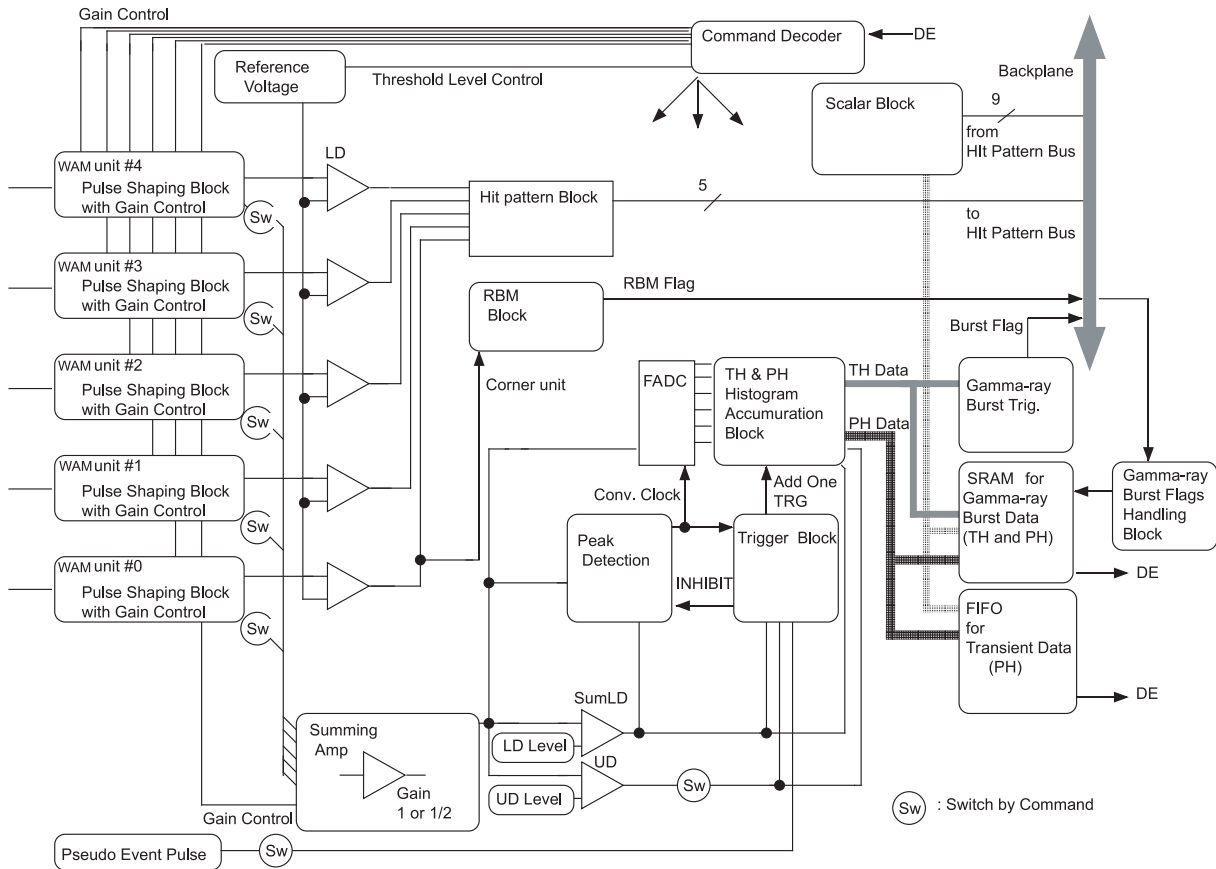 Gain Control
Command Decoder
DE
Reference
Voltage
Threshold Level Control
Backplane
Scalar Block
9
from
HIt Pattern Bus
LD
WAM unit #4
Pulse Shaping Block
with Gain Control
Sw
Hit pattern Block
5
to
HIt Pattern Bus
WAM unit #3
Pulse Shaping Block
with Gain Control
Sw
RBM
Block
RBM Flag
Burst Flag
WAM unit #2
Pulse Shaping Block
with Gain Control
Sw
Corner unit
FADC
TH & PH
Histogram
Accumuration
Block
TH Data
PH Data
Gamma-ray
Burst Trig.
WAM unit #1
Pulse Shaping Block
with Gain Control
Sw
Conv. Clock
Add One
TRG
SRAM for
Gamma-ray
Burst Data
(TH and PH)
Gamma-ray
Burst Flags
Handling
Block
Peak
Detection
Trigger Block
INHIBIT
WAM unit #0
Pulse Shaping Block
with Gain Control
Sw
DE
FIFO
for
Transient Data
(PH)
DE
Summing
Amp
Gain
1 or 1/2
SumLD
LD Level
UD
UD Level
Sw
Sw
: Switch by Command
Gain Control
Pseudo Event Pulse
Sw